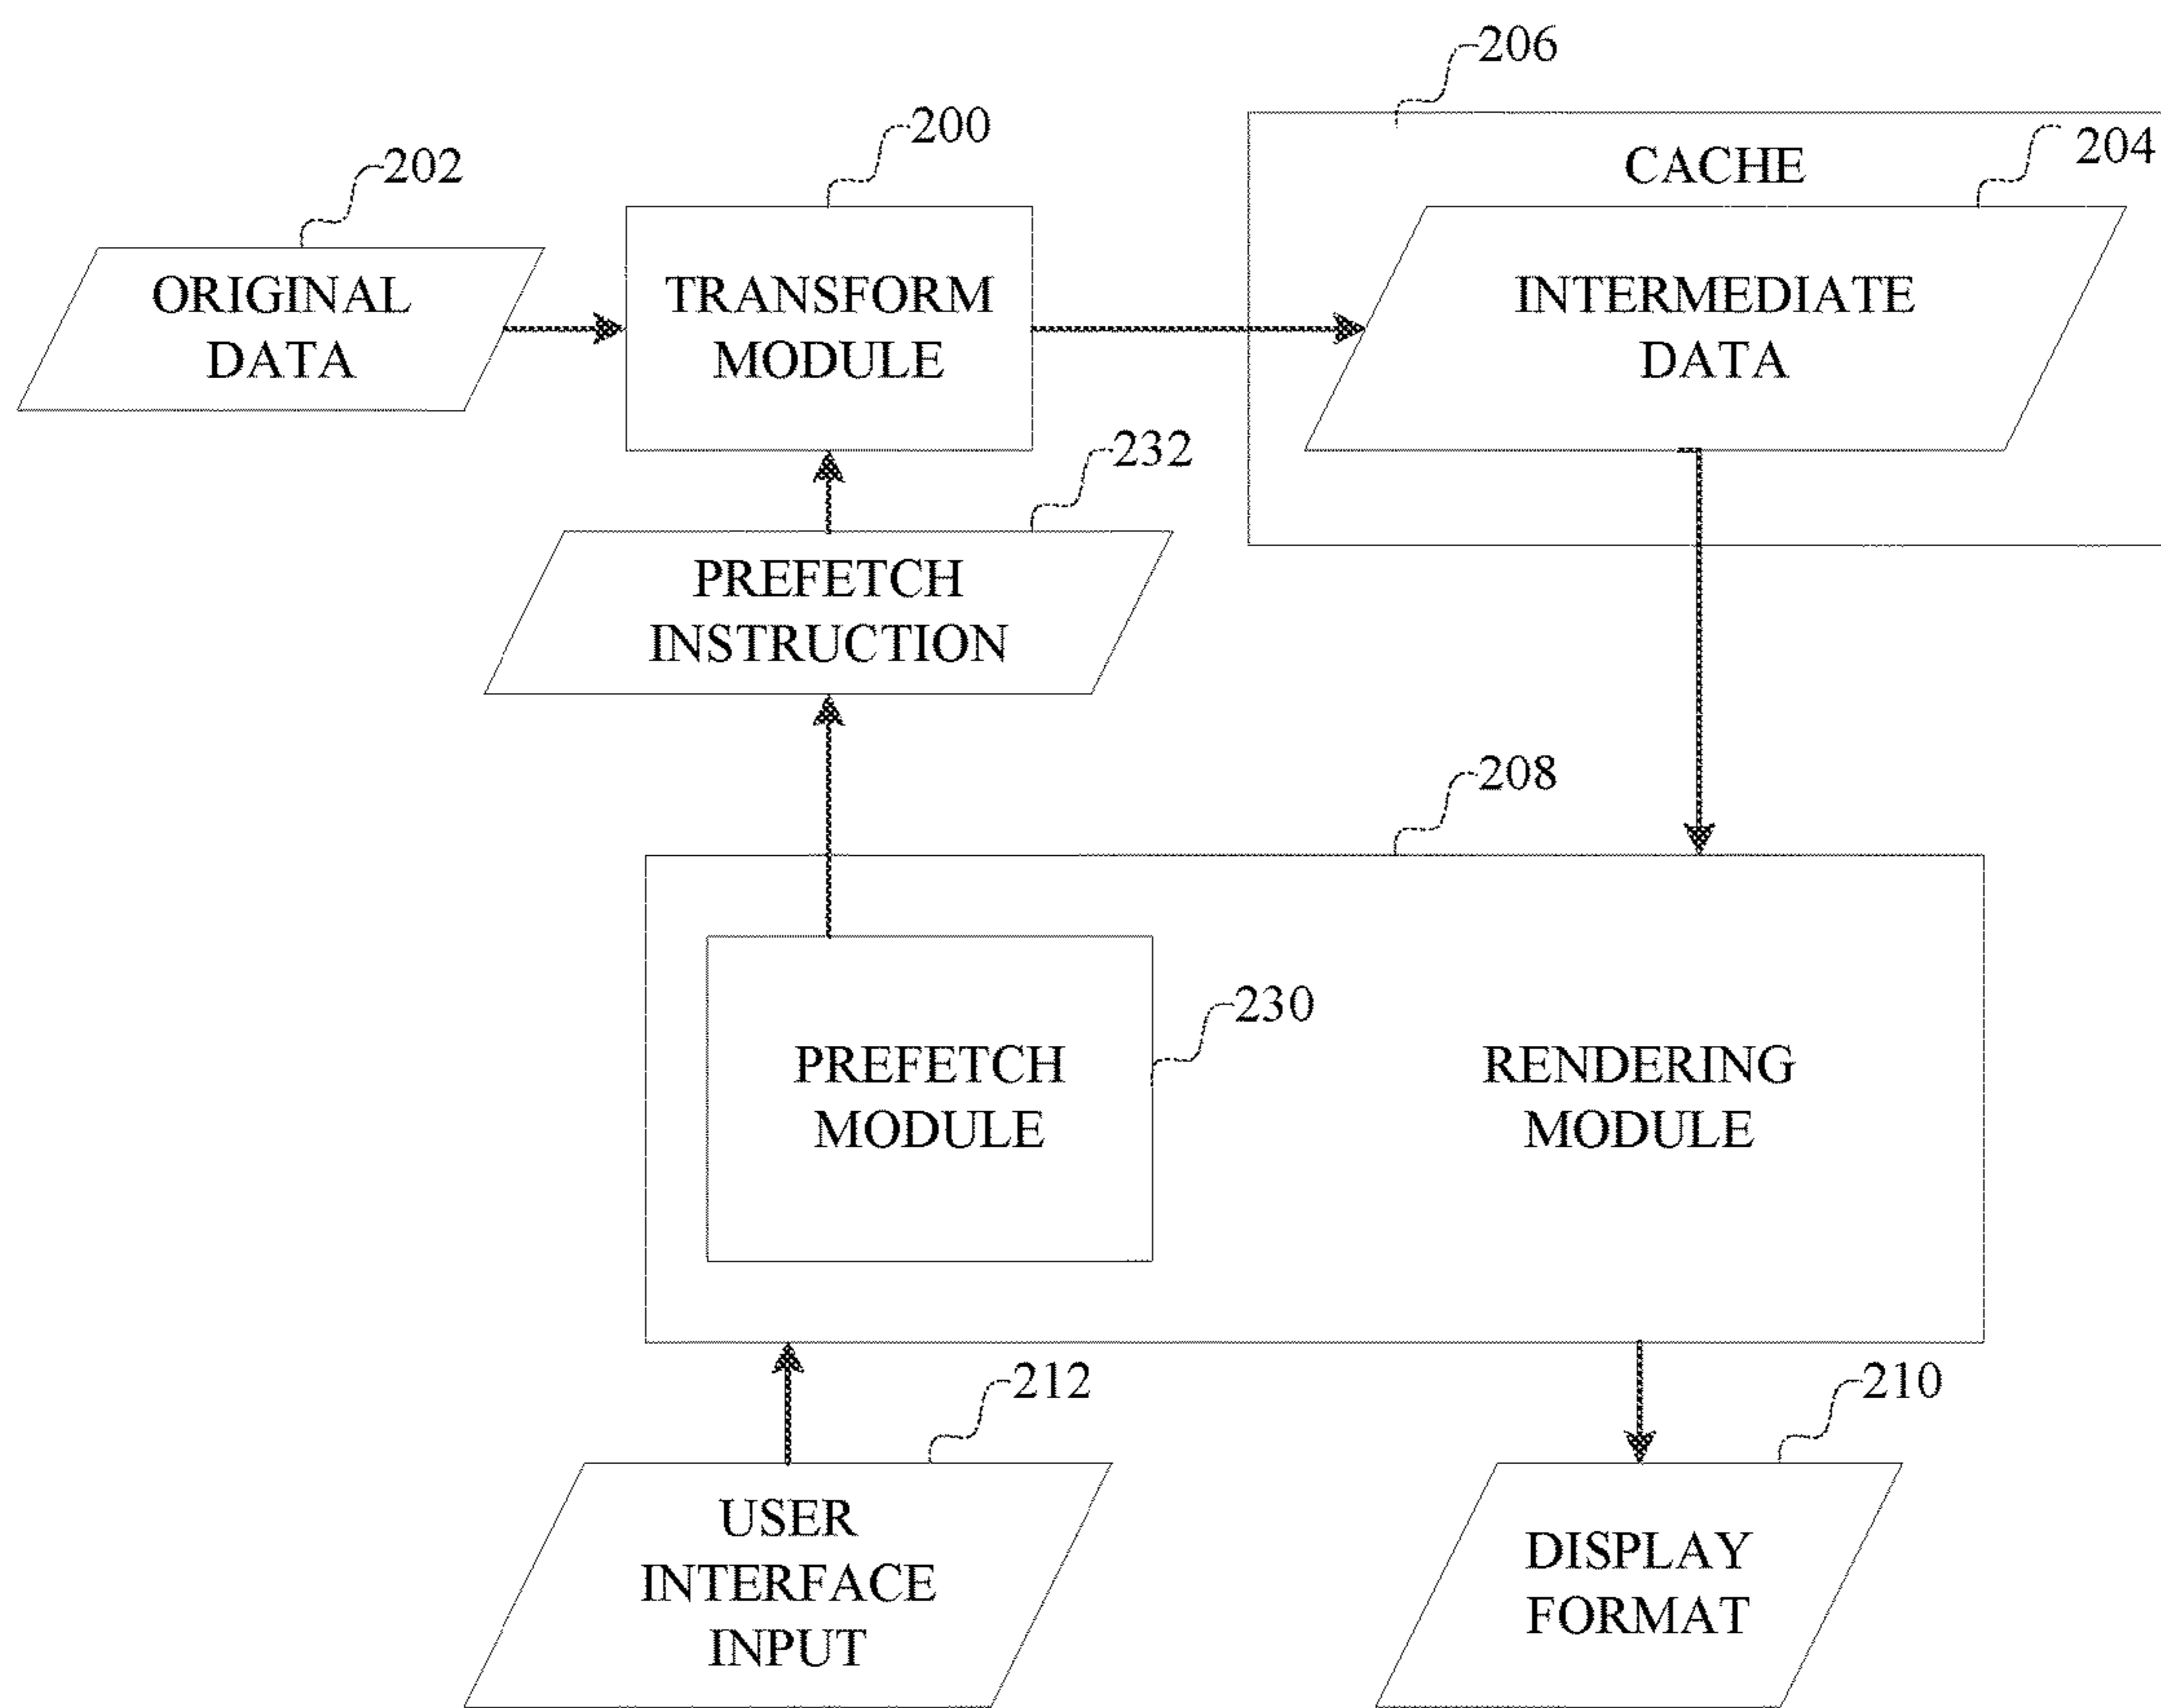 206
200
204
202
CACHE
ORIGINAL
DATA
TRANSFORM
MODULE
INTERMEDIATE
DATA
232
PREFETCH
INSTRUCTION
208
230
PREFETCH
MODULE
RENDERING
MODULE
212
210
USER
INTERFACE
INPUT
DISPLAY
FORMAT